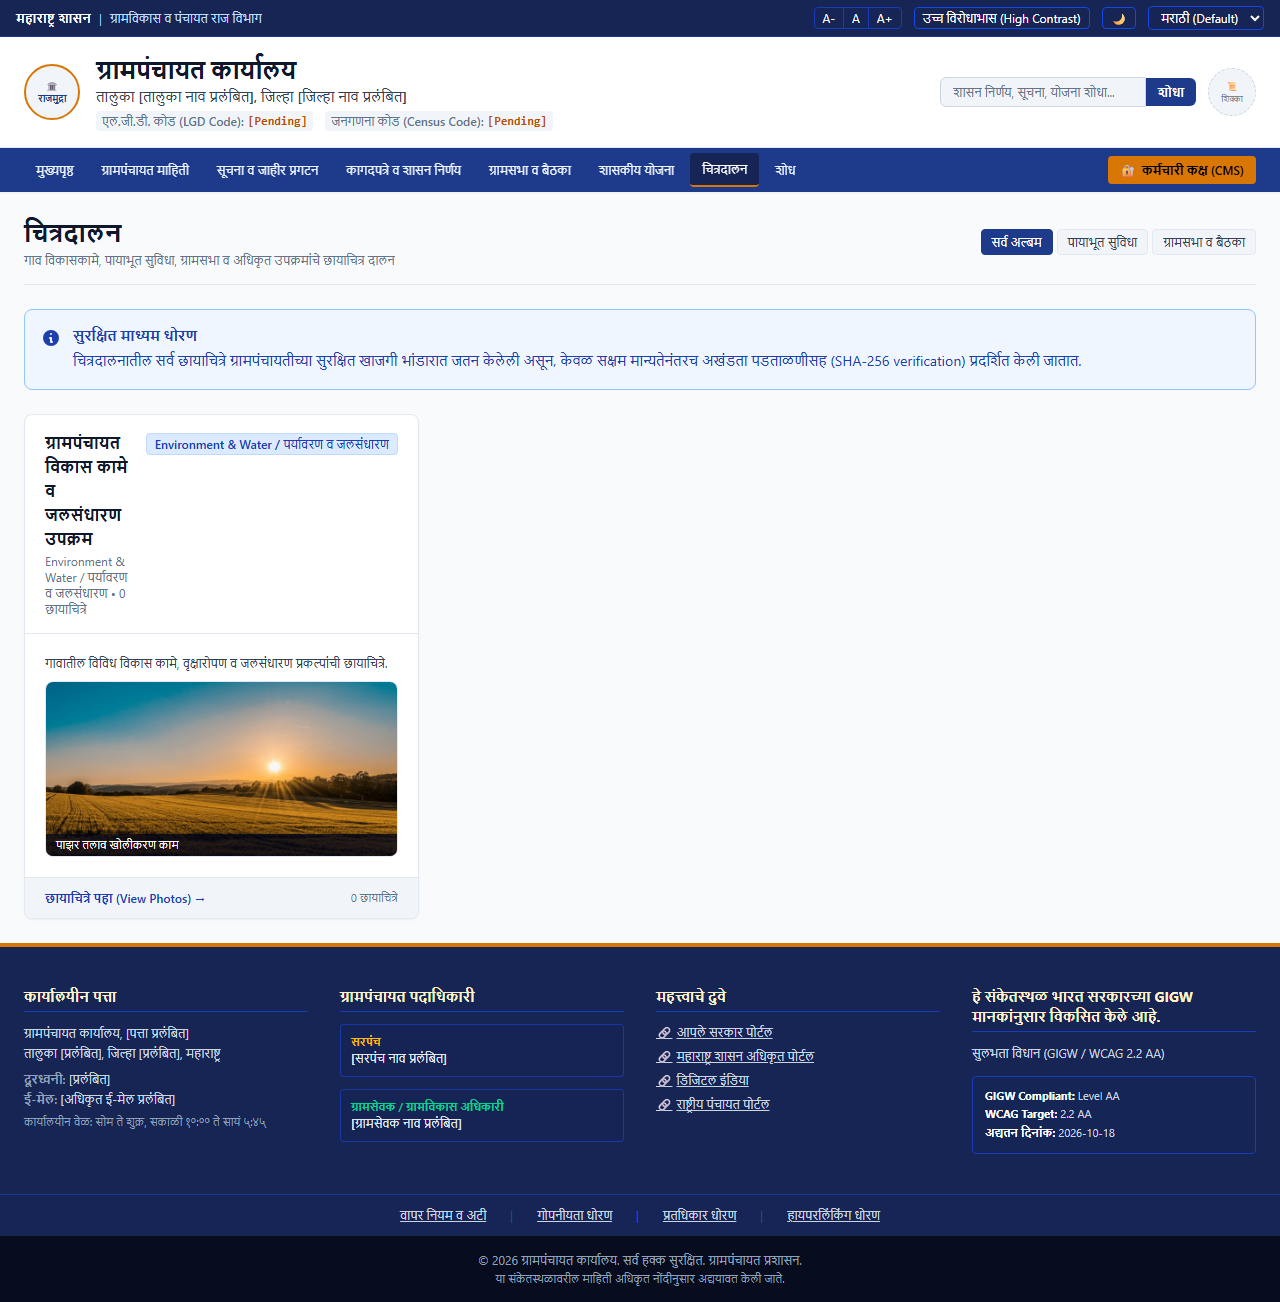 महाराष्ट्र शासन | ग्रामविकास व पंचायत राज विभाग
A- A A+ उच्च विरोधाभास (High Contrast) मराठी (Default)
राजमुद्रा
ग्रामपंचायत कार्यालय
तालुका [तालुका नाव प्रलंबित], जिल्हा [जिल्हा नाव प्रलंबित]
एल.जी.डी. कोड (LGD Code): [Pending] जनगणना कोड (Census Code): [Pending]
शासन निर्णय, सूचना, योजना शोधा... शोधा
शिक्का
मुख्यपृष्ठ ग्रामपंचायत माहिती सूचना व जाहीर प्रगटन कागदपत्रे व शासन निर्णय ग्रामसभा व बैठका शासकीय योजना चित्रदालन शोध कर्मचारी कक्ष (CMS)
चित्रदालन
गाव विकासकामे, पायाभूत सुविधा, ग्रामसभा व अधिकृत उपक्रमांचे छायाचित्र दालन
सर्व अल्बम पायाभूत सुविधा ग्रामसभा व बैठका
सुरक्षित माध्यम धोरण
चित्रदालनातील सर्व छायाचित्रे ग्रामपंचायतीच्या सुरक्षित खाजगी भांडारात जतन केलेली असून, केवळ सक्षम मान्यतेनंतरच अखंडता पडताळणीसह (SHA-256 verification) प्रदर्शित केली जातात.
ग्रामपंचायत
विकास कामे
व
जलसंधारण
उपक्रम
Environment &
Water / पर्यावरण
व जलसंधारण • 0
छायाचित्रे
Environment & Water / पर्यावरण व जलसंधारण
गावातील विविध विकास कामे, वृक्षारोपण व जलसंधारण प्रकल्पांची छायाचित्रे.
पाझर तलाव खोलीकरण काम
छायाचित्रे पहा (View Photos) → 0 छायाचित्रे
कार्यालयीन पत्ता
ग्रामपंचायत कार्यालय, [पत्ता प्रलंबित]
तालुका [प्रलंबित], जिल्हा [प्रलंबित], महाराष्ट्र
दूरध्वनी: [प्रलंबित]
ई-मेल: [अधिकृत ई-मेल प्रलंबित]
कार्यालयीन वेळ: सोम ते शुक्र, सकाळी १०:०० ते सायं ५:४५
ग्रामपंचायत पदाधिकारी
सरपंच
[सरपंच नाव प्रलंबित]
ग्रामसेवक / ग्रामविकास अधिकारी
[ग्रामसेवक नाव प्रलंबित]
महत्त्वाचे दुवे
आपले सरकार पोर्टल
महाराष्ट्र शासन अधिकृत पोर्टल
डिजिटल इंडिया
राष्ट्रीय पंचायत पोर्टल
हे संकेतस्थळ भारत सरकारच्या GIGW
मानकांनुसार विकसित केले आहे.
सुलभता विधान (GIGW / WCAG 2.2 AA)
GIGW Compliant: Level AA
WCAG Target: 2.2 AA
अद्यतन दिनांक: 2026-10-18
वापर नियम व अटी | गोपनीयता धोरण | प्रतधिकार धोरण | हायपरलिंकिंग धोरण
© 2026 ग्रामपंचायत कार्यालय. सर्व हक्क सुरक्षित. ग्रामपंचायत प्रशासन.
या संकेतस्थळावरील माहिती अधिकृत नोंदीनुसार अद्ययावत केली जाते.